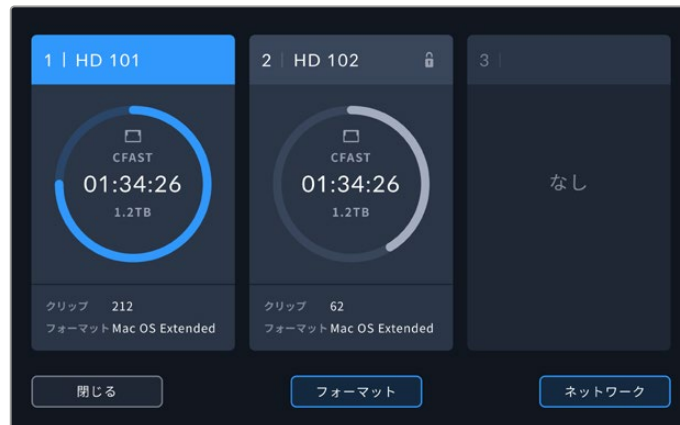 1 | HD 101
CFAST
01:34:26
1.2TB
クリップ 212
フォーマット Mac OS Extended
2 | HD 102
CFAST
01:34:26
1.2TB
クリップ 62
フォーマット Mac OS Extended
3 |
なし
閉じる
フォーマット
ネットワーク